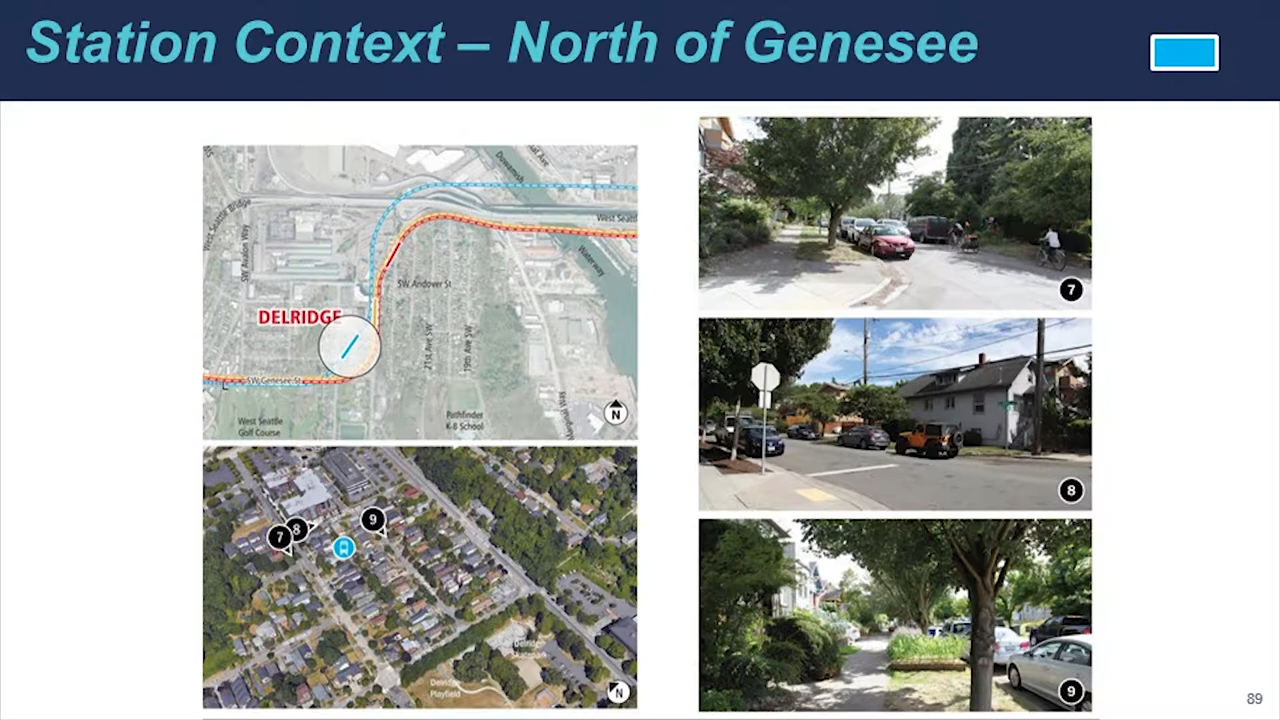 Station Context – North of Genesee
Duwamish
West Seattle Bridge
SW Avalon Way
Waterway
SW Andover St
DELRIDGE
21st Ave SW
19th Ave SW
SW Genesee St
West Seattle
Golf Course
Pathfinder
K-8 School
N
7
8
9
Delridge
Playfield
N
7
8
9
89